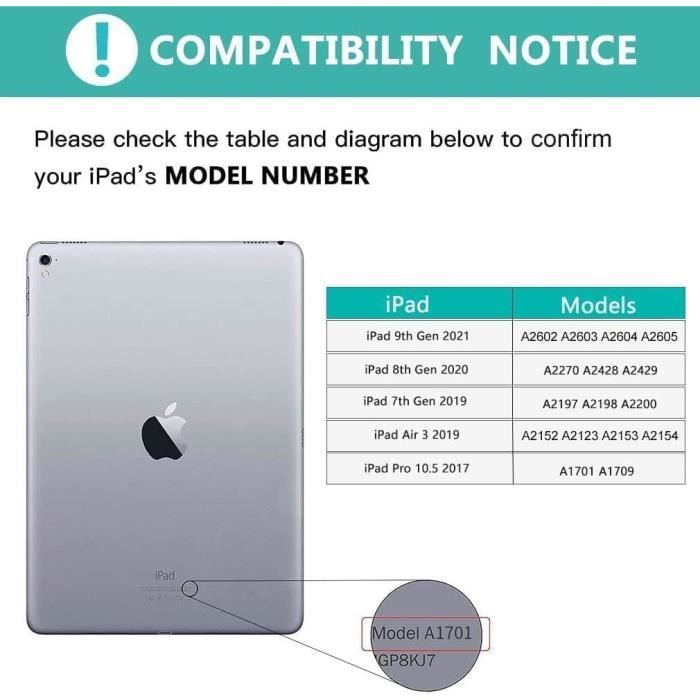 ! COMPATIBILITY NOTICE
Please check the table and diagram below to confirm
your iPad's MODEL NUMBER
iPad Models
iPad 9th Gen 2021 A2602 A2603 A2604 A2605
iPad 8th Gen 2020 A2270 A2428 A2429
iPad 7th Gen 2019 A2197 A2198 A2200
iPad Air 3 2019 A2152 A2123 A2153 A2154
iPad Pro 10.5 2017 A1701 A1709
iPad
Model A1701
GP8KJ7